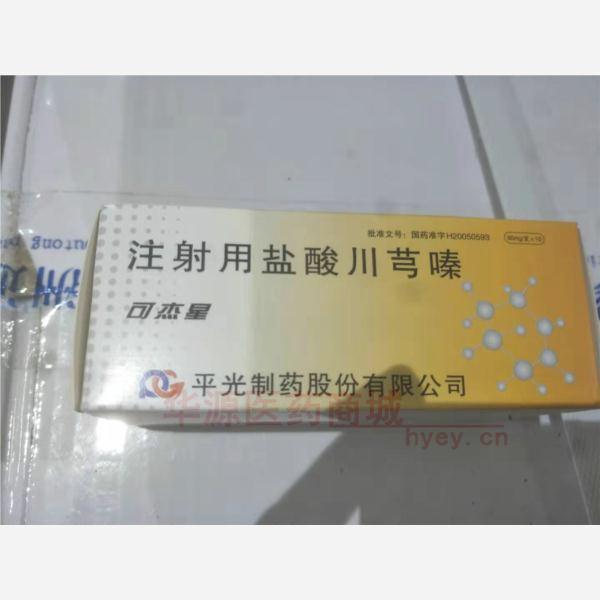 批准文号：国药准字H20050593
注射用盐酸川芎嗪
可杰星
平光制药股份有限公司
华源医药商城
hyey.cn
utong